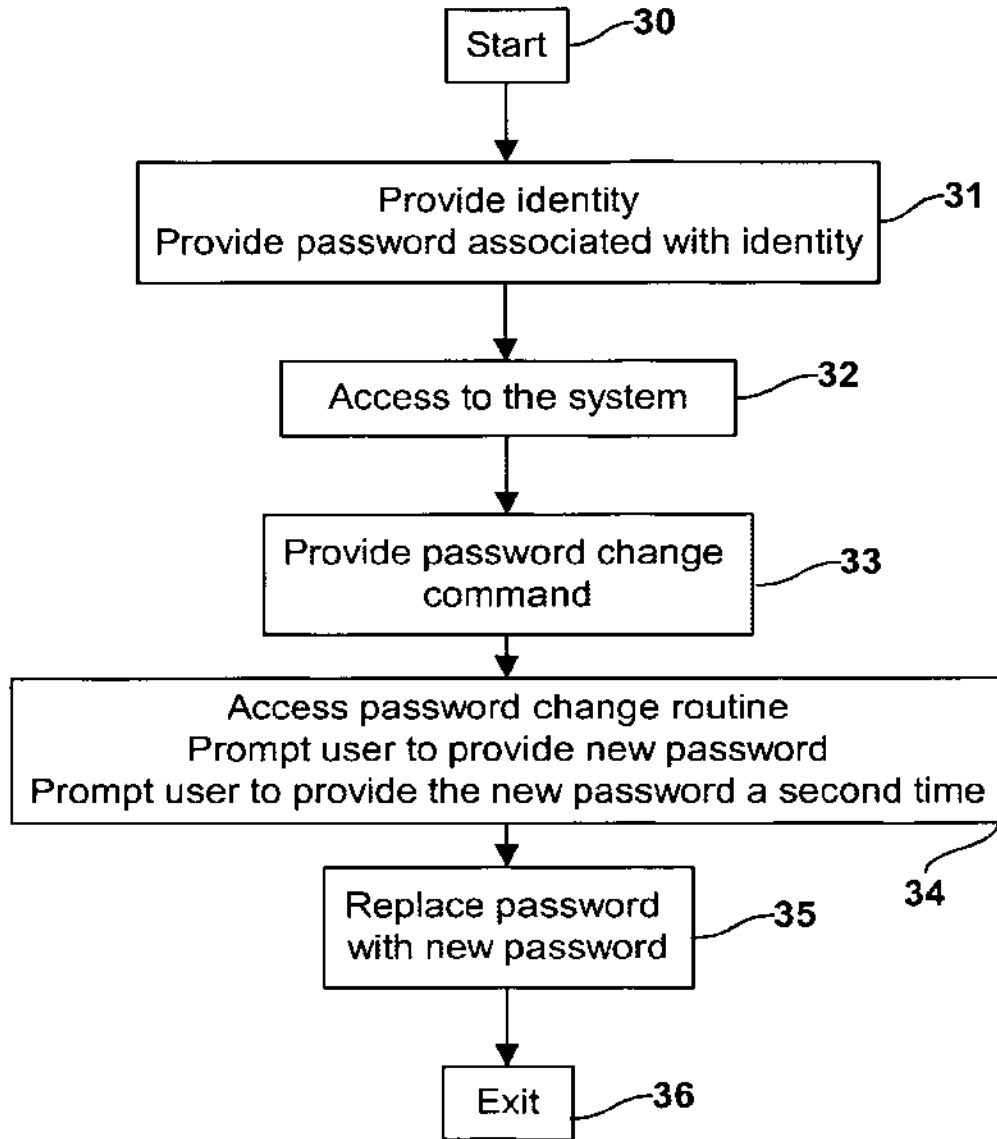 Start
30
Provide identity
Provide password associated with identity
31
Access to the system
32
Provide password change
command
33
Access password change routine
Prompt user to provide new password
Prompt user to provide the new password a second time
34
Replace password
with new password
35
Exit
36